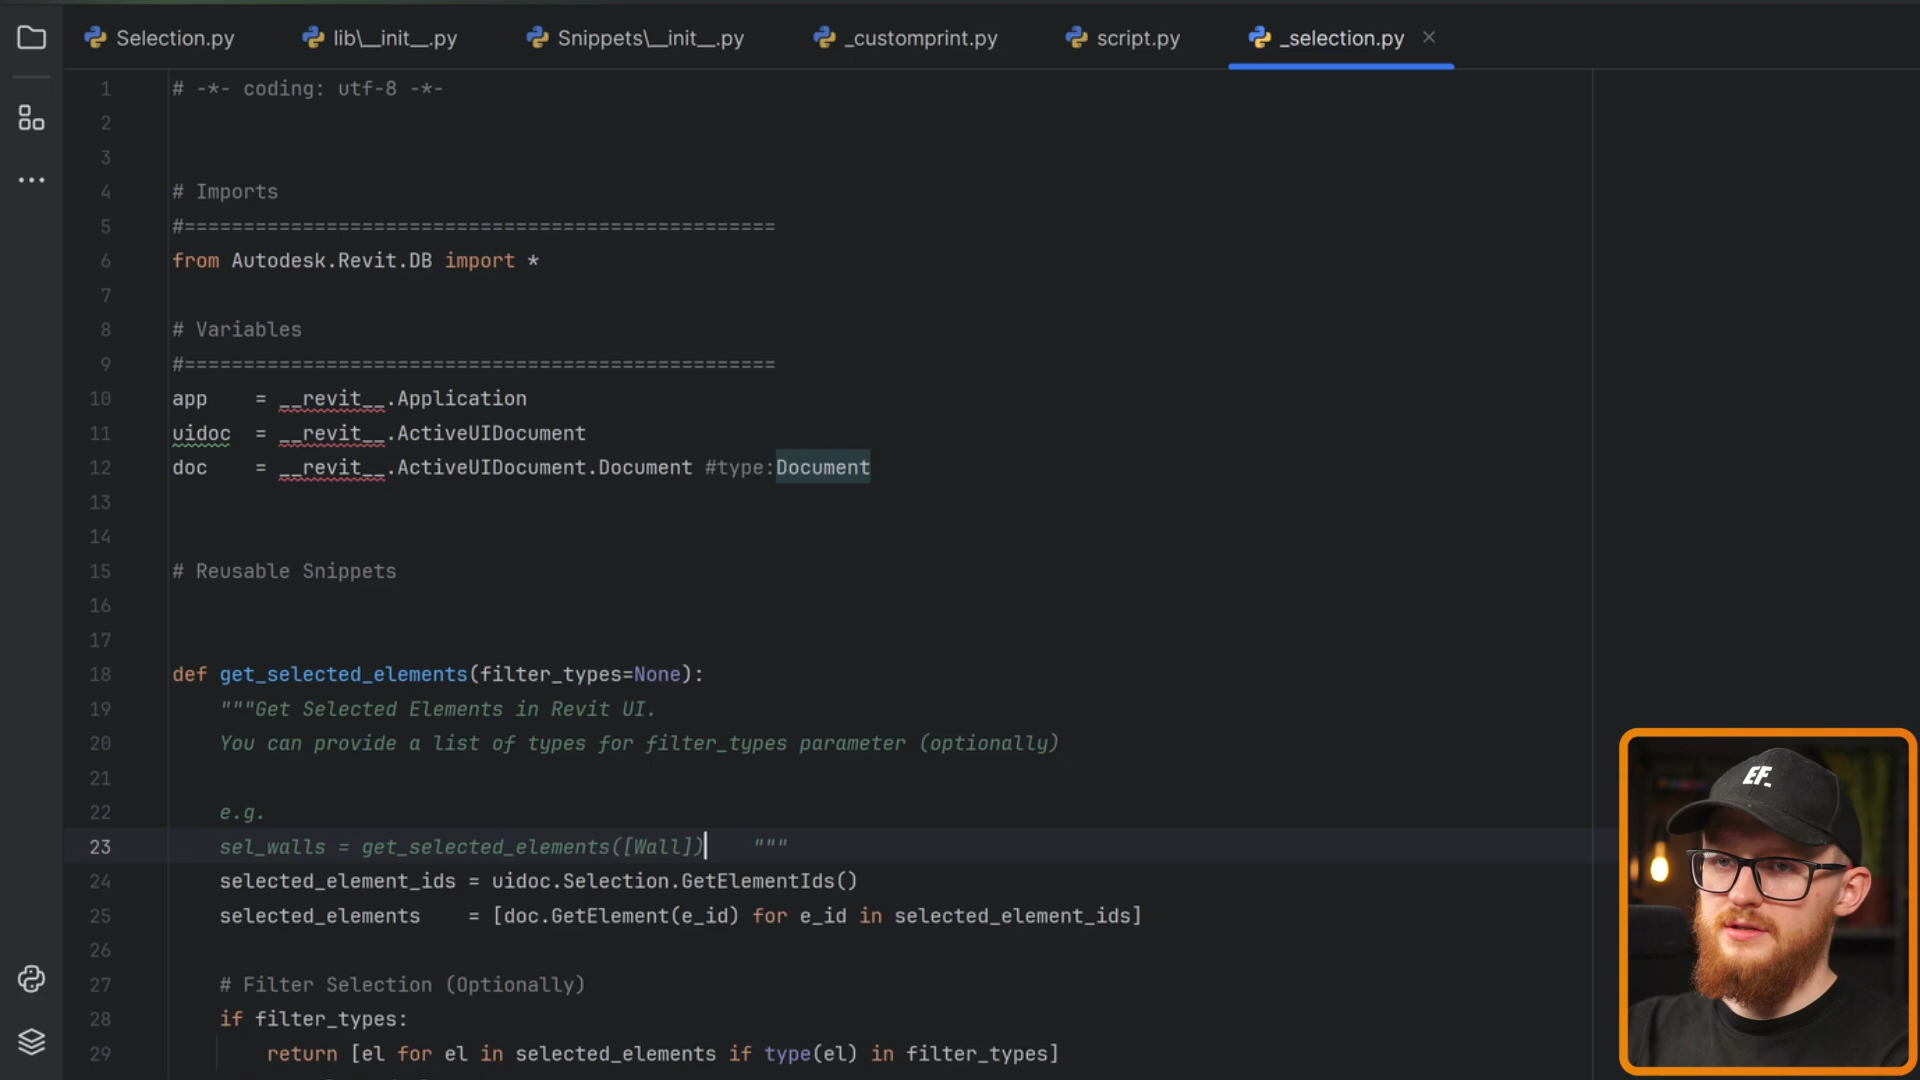 Selection.py lib\__init__.py Snippets\__init__.py _customprint.py script.py _selection.py
1 # -*- coding: utf-8 -*-
2
3
4 # Imports
5 #==================================================
6 from Autodesk.Revit.DB import *
7
8 # Variables
9 #==================================================
10 app    = __revit__.Application
11 uidoc  = __revit__.ActiveUIDocument
12 doc    = __revit__.ActiveUIDocument.Document #type:Document
13
14
15 # Reusable Snippets
16
17
18 def get_selected_elements(filter_types=None):
19     """Get Selected Elements in Revit UI.
20     You can provide a list of types for filter_types parameter (optionally)
21
22     e.g.
23     sel_walls = get_selected_elements([Wall])    """
24     selected_element_ids = uidoc.Selection.GetElementIds()
25     selected_elements    = [doc.GetElement(e_id) for e_id in selected_element_ids]
26
27     # Filter Selection (Optionally)
28     if filter_types:
29         return [el for el in selected_elements if type(el) in filter_types]
EF_